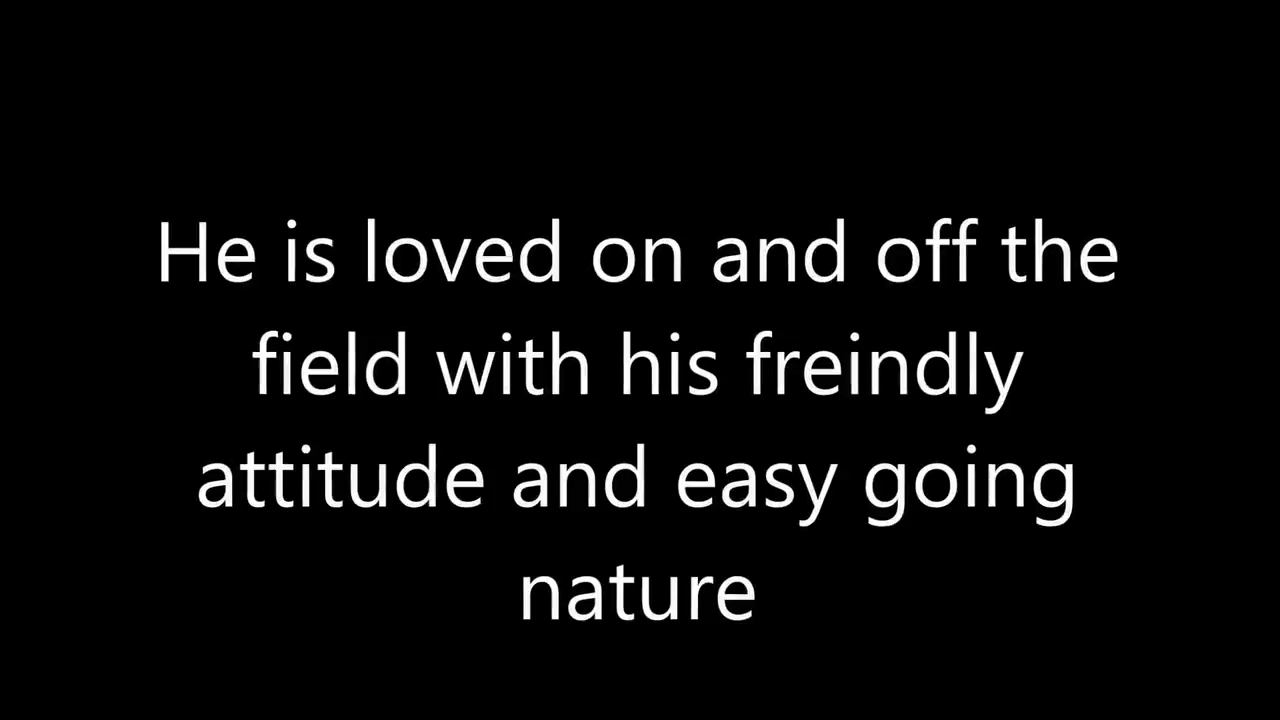 He is loved on and off the
field with his freindly
attitude and easy going
nature